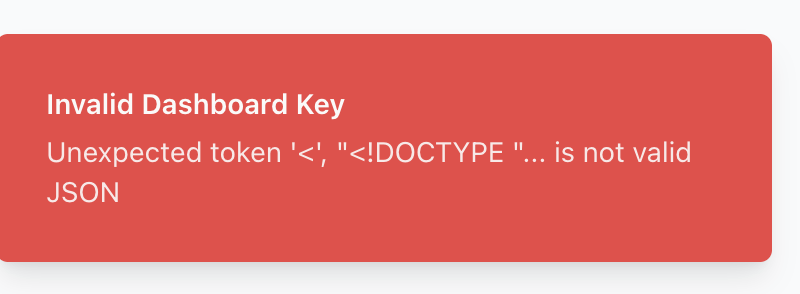 Invalid Dashboard Key
Unexpected token '<', "<!DOCTYPE "... is not valid
JSON